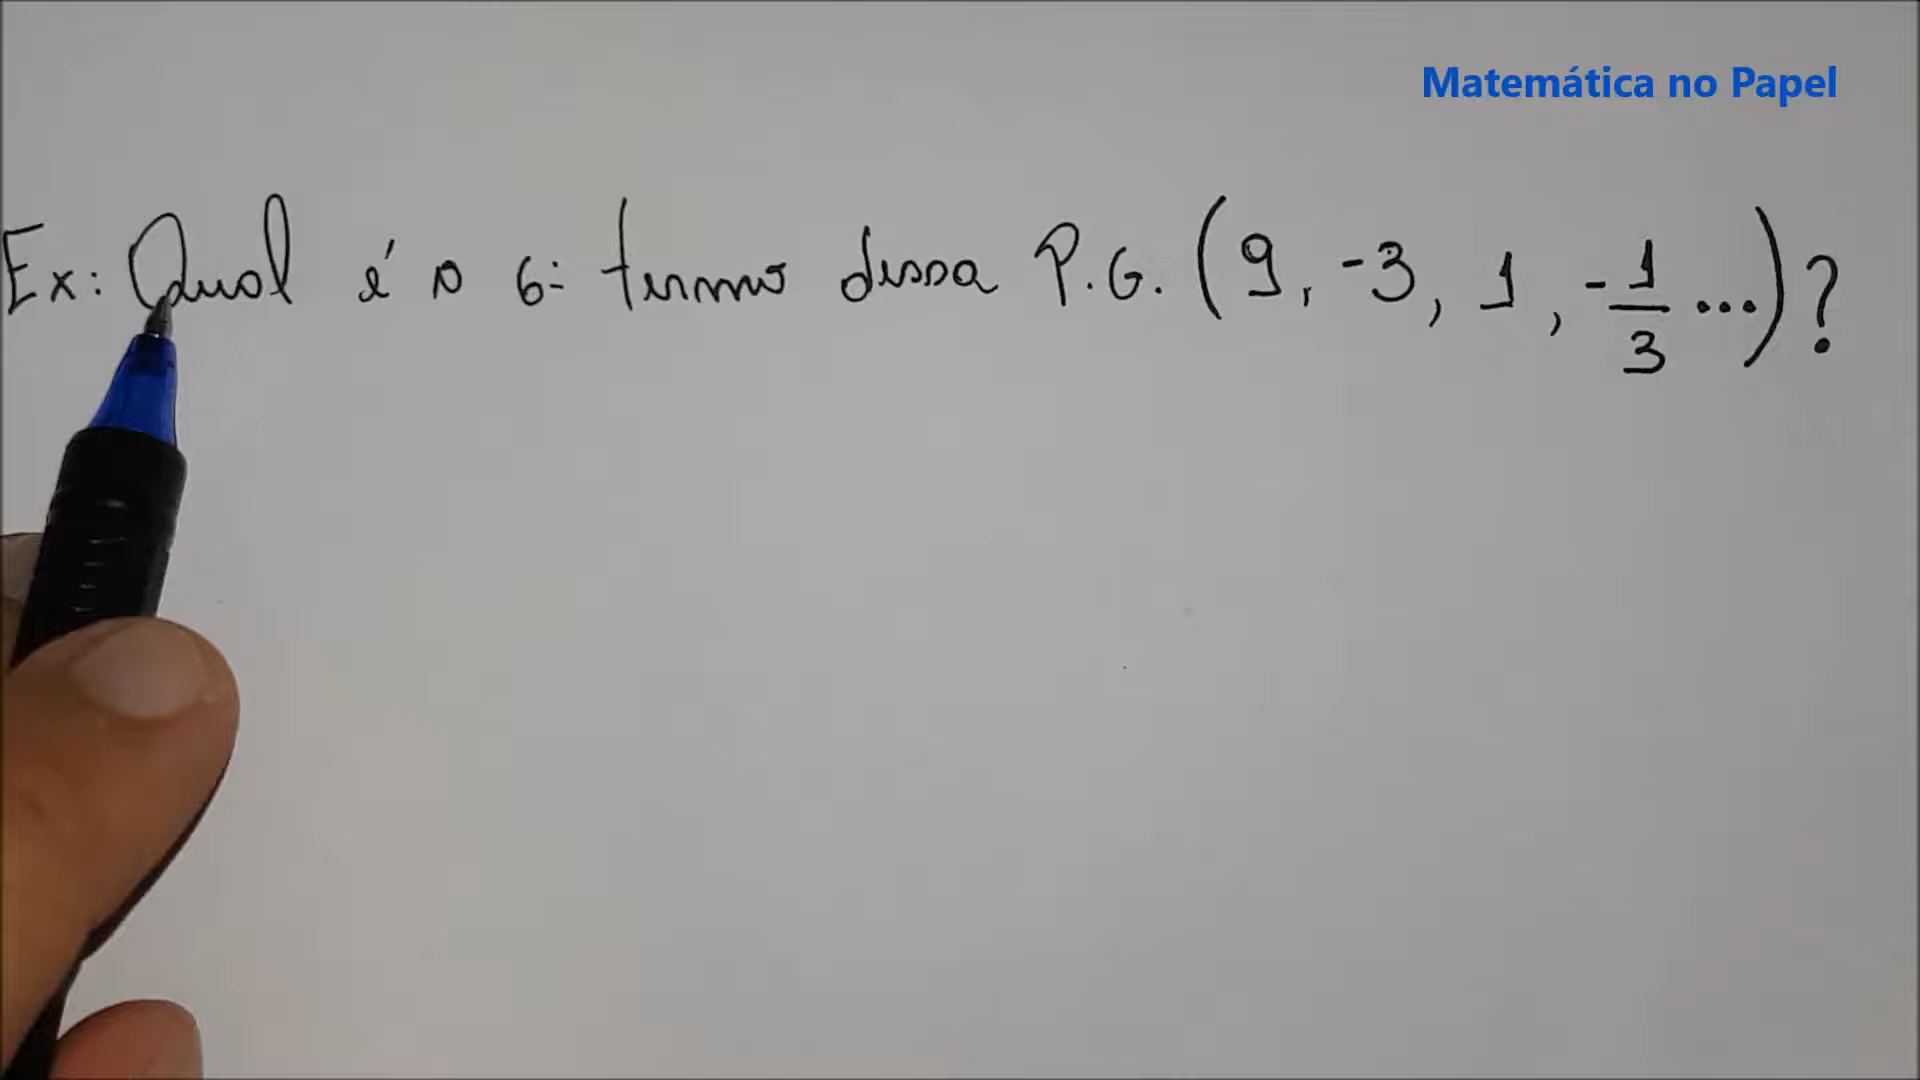 Matemática no Papel
Ex: Qual é o 6º termo dessa P.G. (9, -3, 1, -1/3 ...)?